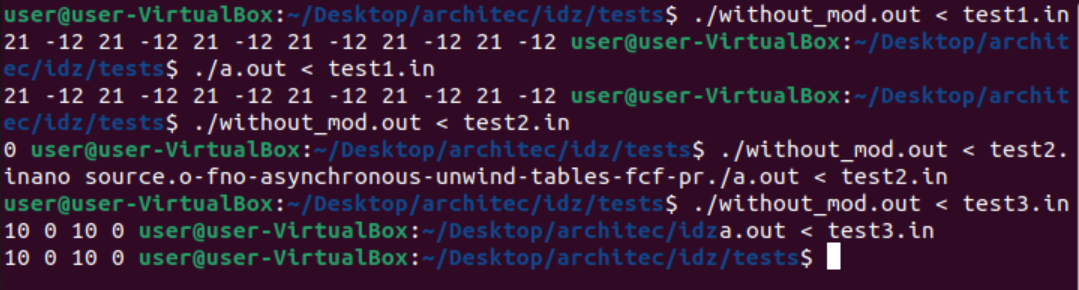 user@user-VirtualBox:~/Desktop/architec/idz/tests$ ./without_mod.out < test1.in
21 -12 21 -12 21 -12 21 -12 21 -12 21 -12 user@user-VirtualBox:~/Desktop/archit
ec/idz/tests$ ./a.out < test1.in
21 -12 21 -12 21 -12 21 -12 21 -12 21 -12 user@user-VirtualBox:~/Desktop/archit
ec/idz/tests$ ./without_mod.out < test2.in
0 user@user-VirtualBox:~/Desktop/architec/idz/tests$ ./without_mod.out < test2.
inano source.o-fno-asynchronous-unwind-tables-fcf-pr./a.out < test2.in
user@user-VirtualBox:~/Desktop/architec/idz/tests$ ./without_mod.out < test3.in
10 0 10 0 user@user-VirtualBox:~/Desktop/architec/idza.out < test3.in
10 0 10 0 user@user-VirtualBox:~/Desktop/architec/idz/tests$